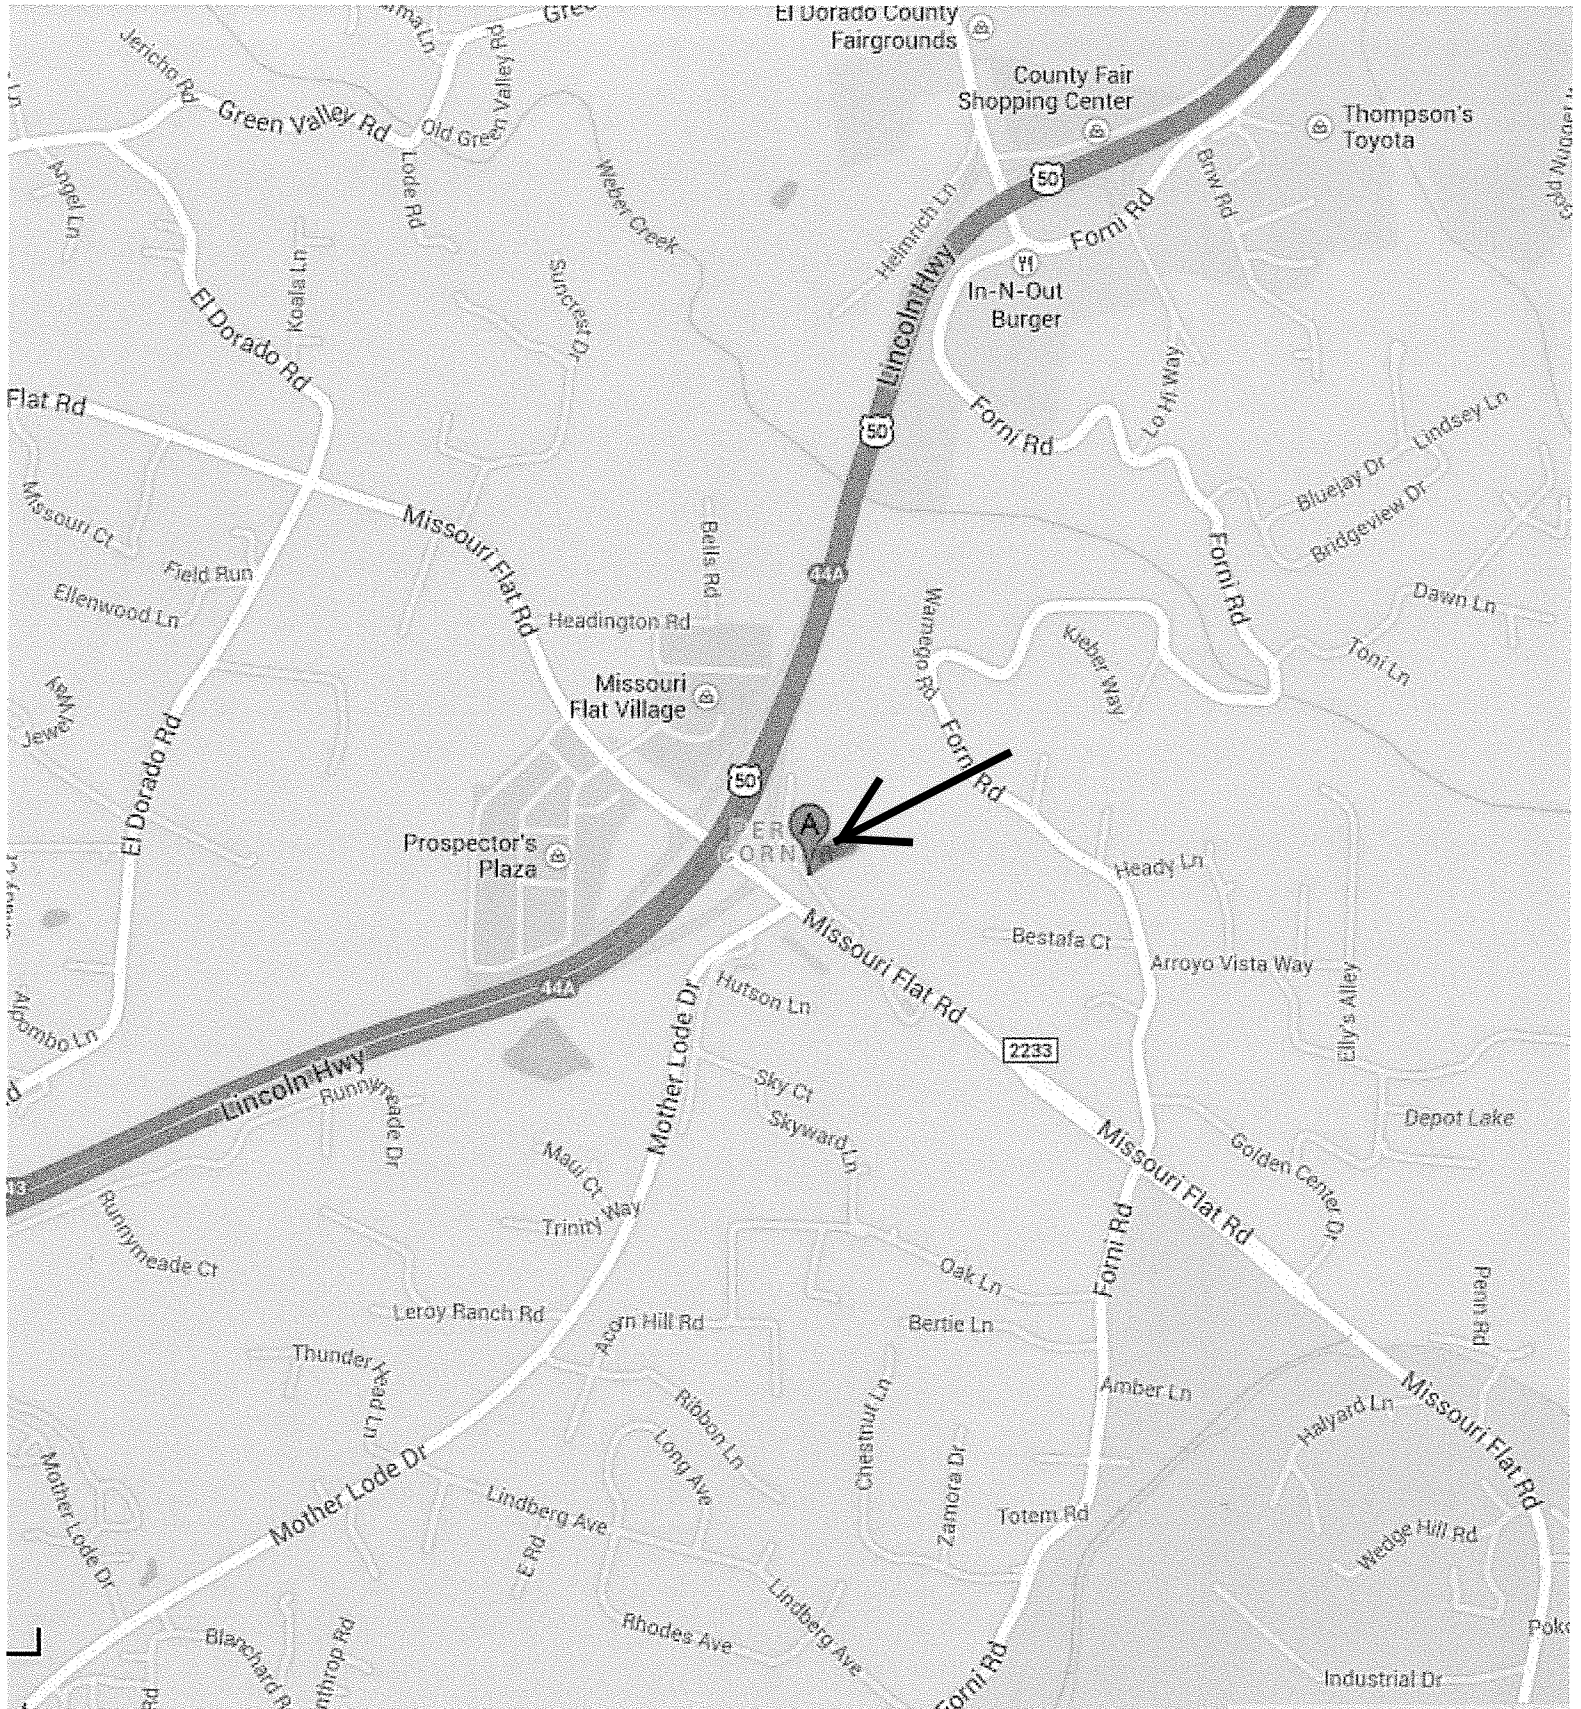 El Dorado County
Fairgrounds
County Fair
Shopping Center
Thompson's
Toyota
Jericho Rd
Green Valley Rd
Old Green Valley Rd
Lode Rd
Angel Ln
Weber Creek
50
Helmrich Ln
Forni Rd
Bnw Rd
Lincoln Hwy
In-N-Out
Burger
Koala Ln
Suncrest Dr
El Dorado Rd
Flat Rd
50
Forni Rd
Lo Hi Way
Lindsey Ln
Bluejay Dr
Bridgeview Dr
Missouri Ct
Missouri Flat Rd
Field Run
Ellenwood Ln
Bells Rd
44A
Headington Rd
Warnego Rd
Forni Rd
Dawn Ln
Kleber Way
Toni Ln
Missouri
Flat Village
El Dorado Rd
50
Forni Rd
A
Prospector's
Plaza
Heady Ln
Missouri Flat Rd
Bestafa Ct
Arroyo Vista Way
Elly's Alley
44A
Hutson Ln
Mother Lode Dr
2233
Lincoln Hwy
Runnymeade Dr
Sky Ct
Skyward Ln
Depot Lake
Missouri Flat Rd
Golden Center Dr
Maui Ct
Trinity Way
Runnymeade Ct
Forni Rd
Oak Ln
Leroy Ranch Rd
Acorn Hill Rd
Bertie Ln
Penn Rd
Thunder Head Ln
Amber Ln
Halyard Ln
Missouri Flat Rd
Ribbon Ln
Long Ave
Chestnut Ln
Zamora Dr
Mother Lode Dr
Mother Lode Dr
Lindberg Ave
E Rd
Totem Rd
Wedge Hill Rd
Rhodes Ave
Lindberg Ave
Blanchard R
Rd
Forni Rd
Industrial Dr